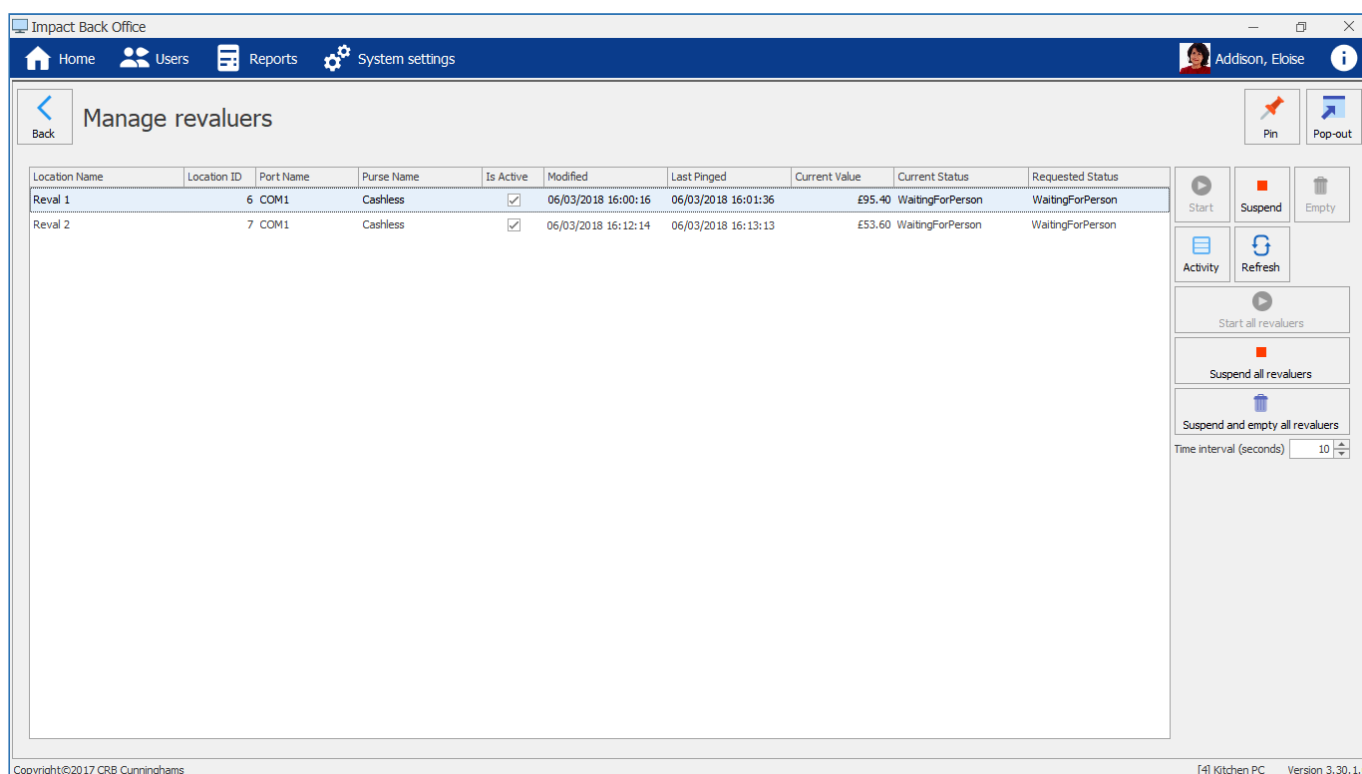 Impact Back Office
Home Users Reports System settings Addison, Eloise i
Back Manage revaluers Pin Pop-out
Location Name Location ID Port Name Purse Name Is Active Modified Last Pinged Current Value Current Status Requested Status
Reval 1 6 COM1 Cashless 06/03/2018 16:00:16 06/03/2018 16:01:36 £95.40 WaitingForPerson WaitingForPerson
Reval 2 7 COM1 Cashless 06/03/2018 16:12:14 06/03/2018 16:13:13 £53.60 WaitingForPerson WaitingForPerson
Start Suspend Empty
Activity Refresh
Start all revaluers
Suspend all revaluers
Suspend and empty all revaluers
Time interval (seconds) 10
Copyright©2017 CRB Cunninghams [4] Kitchen PC Version 3.30.1.